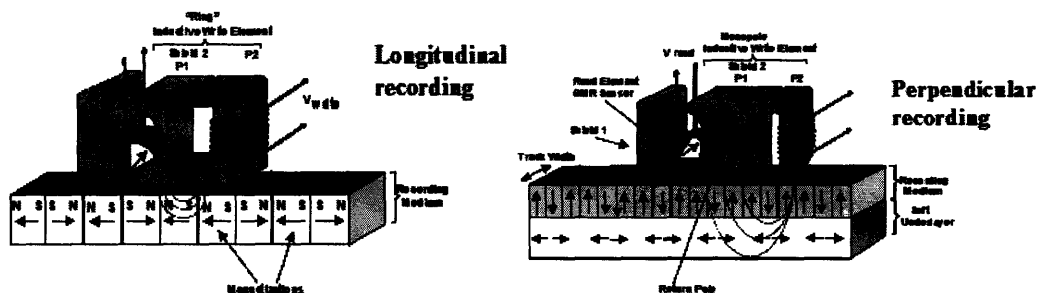 "Ring"
Inductive Write Element
Shield 2
P1
P2
Longitudinal
recording
V Write
Recording
Medium
N S S N N S S N N S S N N S S N
Magnetizations
Monopole
Inductive Write Element
Shield 2
P1
P2
V read
Read Element
GMR Sensor
Shield 1
Track Width
Perpendicular
recording
Recording
Medium
Soft
Underlayer
Return Pole